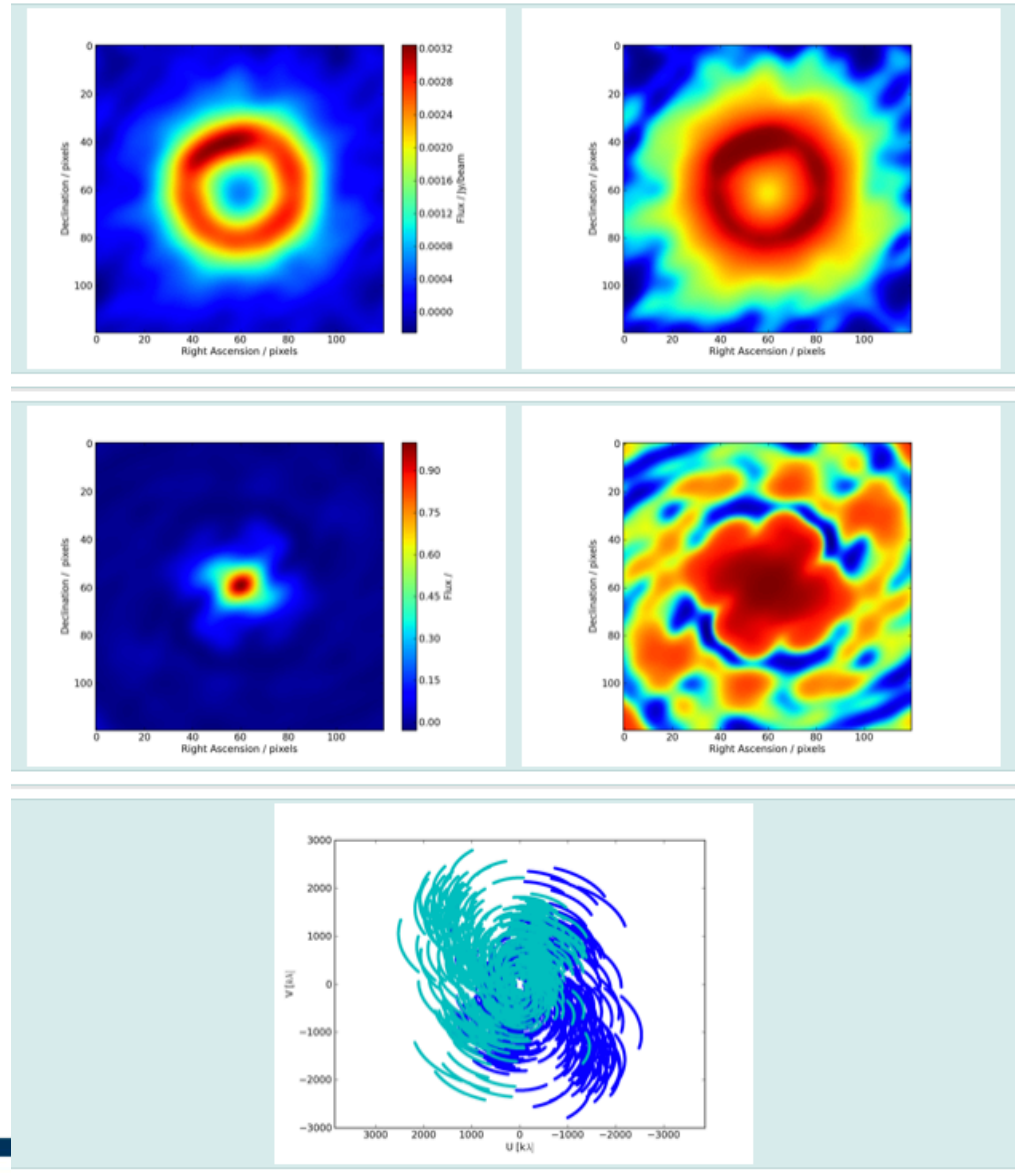 0
20
40
60
80
100
Declination / pixels
0 20 40 60 80 100
Right Ascension / pixels
0.0032
0.0028
0.0024
0.0020
0.0016
0.0012
0.0008
0.0004
0.0000
Flux / Jy/beam
0
20
40
60
80
100
Declination / pixels
0 20 40 60 80 100
Right Ascension / pixels
0
20
40
60
80
100
Declination / pixels
0 20 40 60 80 100
Right Ascension / pixels
0.90
0.75
0.60
0.45
0.30
0.15
0.00
Flux /
0
20
40
60
80
100
Declination / pixels
0 20 40 60 80 100
Right Ascension / pixels
3000
2000
1000
0
−1000
−2000
−3000
V [kλ]
3000 2000 1000 0 −1000 −2000 −3000
U [kλ]